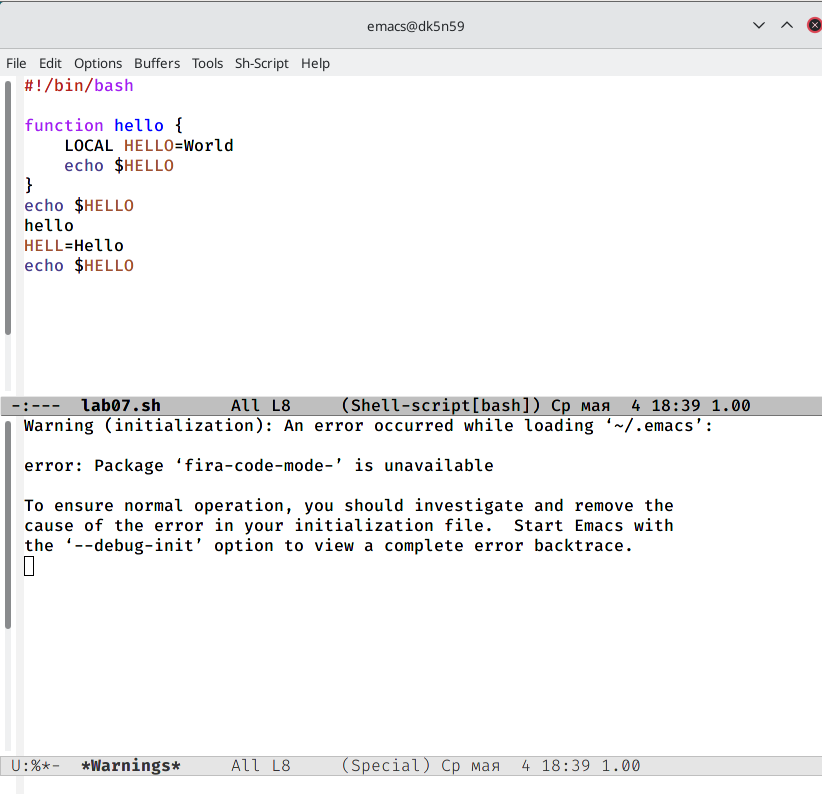 emacs@dk5n59
File Edit Options Buffers Tools Sh-Script Help
#!/bin/bash
function hello {
    LOCAL HELLO=World
    echo $HELLO
}
echo $HELLO
hello
HELL=Hello
echo $HELLO
-:---  lab07.sh       All L8     (Shell-script[bash]) Ср мая  4 18:39 1.00
Warning (initialization): An error occurred while loading ‘~/.emacs’:
error: Package ‘fira-code-mode-’ is unavailable
To ensure normal operation, you should investigate and remove the
cause of the error in your initialization file.  Start Emacs with
the ‘--debug-init’ option to view a complete error backtrace.
U:%*-  *Warnings*     All L8     (Special) Ср мая  4 18:39 1.00